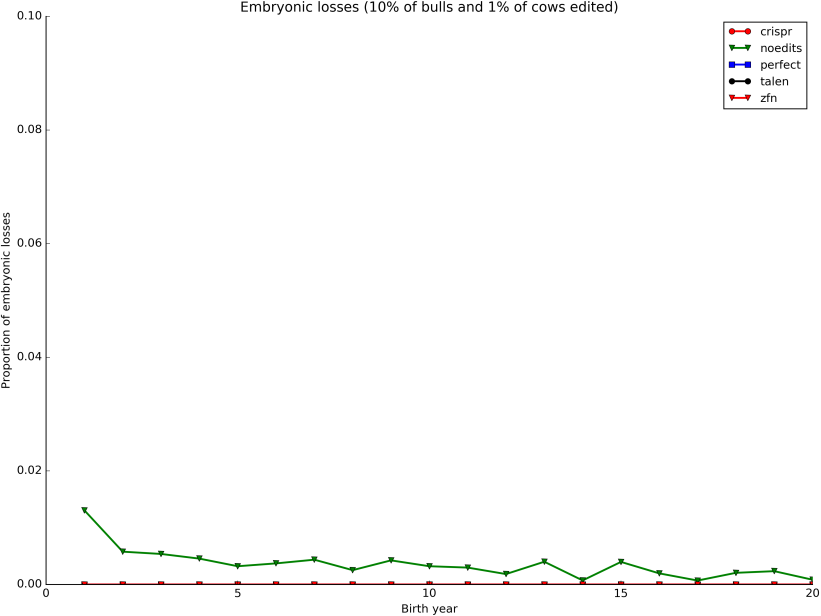 Embryonic losses (10% of bulls and 1% of cows edited)
0.10
0.08
0.06
0.04
0.02
0.00
Proportion of embryonic losses
crispr
noedits
perfect
talen
zfn
0
5
10
15
20
Birth year